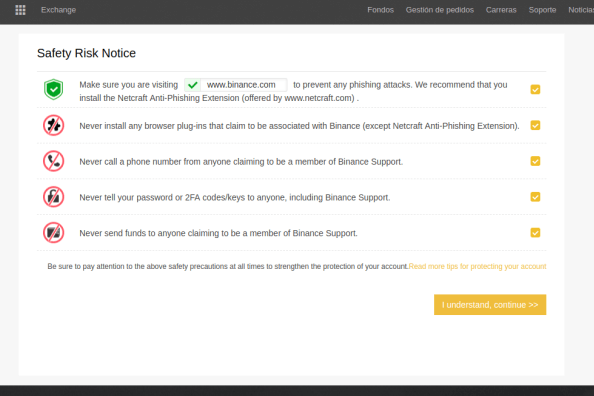 Exchange Fondos Gestión de pedidos Carreras Soporte Noticias
Safety Risk Notice
Make sure you are visiting www.binance.com to prevent any phishing attacks. We recommend that you
install the Netcraft Anti-Phishing Extension (offered by www.netcraft.com) .
Never install any browser plug-ins that claim to be associated with Binance (except Netcraft Anti-Phishing Extension).
Never call a phone number from anyone claiming to be a member of Binance Support.
Never tell your password or 2FA codes/keys to anyone, including Binance Support.
Never send funds to anyone claiming to be a member of Binance Support.
Be sure to pay attention to the above safety precautions at all times to strengthen the protection of your account.Read more tips for protecting your account
I understand, continue >>